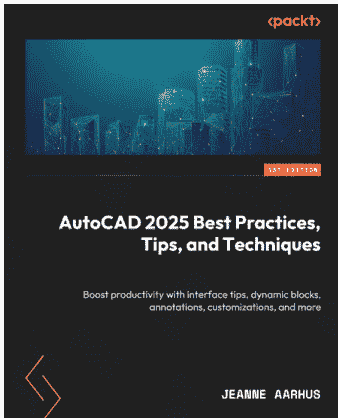 <packt>
1ST EDITION
AutoCAD 2025 Best Practices,
Tips, and Techniques
Boost productivity with interface tips, dynamic blocks,
annotations, customizations, and more
JEANNE AARHUS